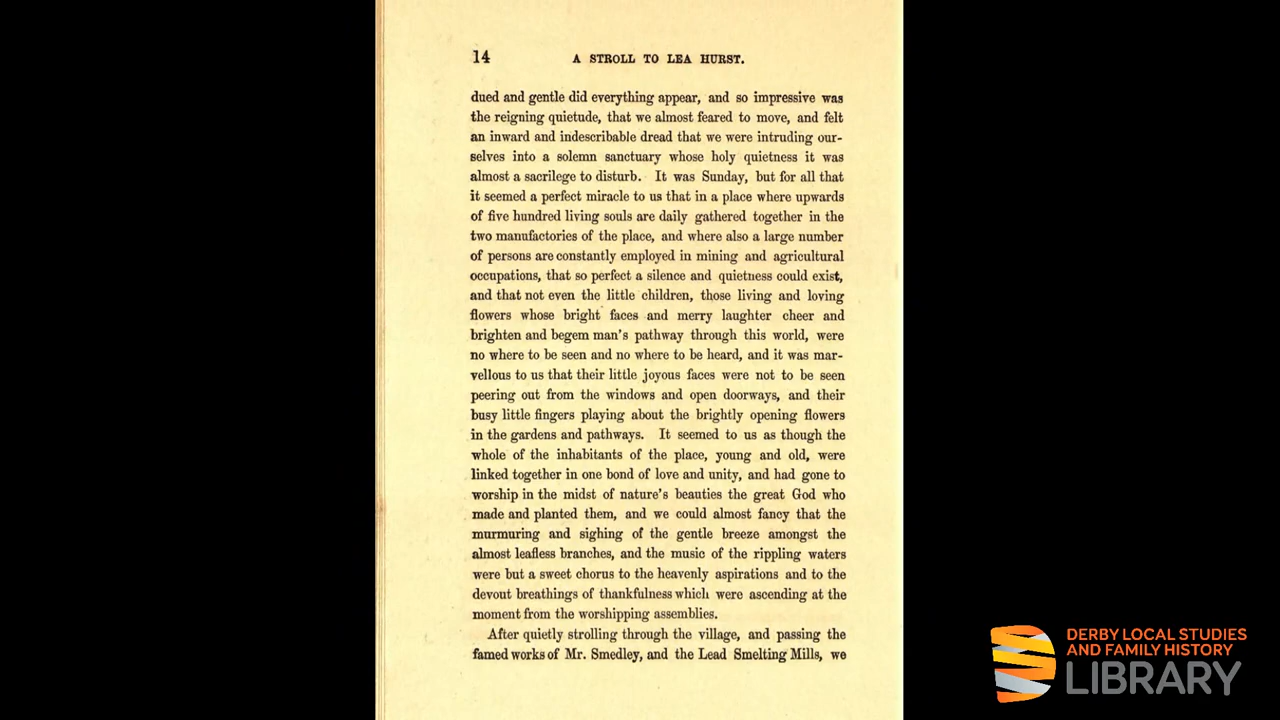 14 A STROLL TO LEA HURST.
dued and gentle did everything appear, and so impressive was
the reigning quietude, that we almost feared to move, and felt
an inward and indescribable dread that we were intruding our-
selves into a solemn sanctuary whose holy quietness it was
almost a sacrilege to disturb. It was Sunday, but for all that
it seemed a perfect miracle to us that in a place where upwards
of five hundred living souls are daily gathered together in the
two manufactories of the place, and where also a large number
of persons are constantly employed in mining and agricultural
occupations, that so perfect a silence and quietness could exist,
and that not even the little children, those living and loving
flowers whose bright faces and merry laughter cheer and
brighten and begem man's pathway through this world, were
no where to be seen and no where to be heard, and it was mar-
vellous to us that their little joyous faces were not to be seen
peering out from the windows and open doorways, and their
busy little fingers playing about the brightly opening flowers
in the gardens and pathways. It seemed to us as though the
whole of the inhabitants of the place, young and old, were
linked together in one bond of love and unity, and had gone to
worship in the midst of nature's beauties the great God who
made and planted them, and we could almost fancy that the
murmuring and sighing of the gentle breeze amongst the
almost leafless branches, and the music of the rippling waters
were but a sweet chorus to the heavenly aspirations and to the
devout breathings of thankfulness which were ascending at the
moment from the worshipping assemblies.
After quietly strolling through the village, and passing the
famed works of Mr. Smedley, and the Lead Smelting Mills, we
DERBY LOCAL STUDIES
AND FAMILY HISTORY
LIBRARY